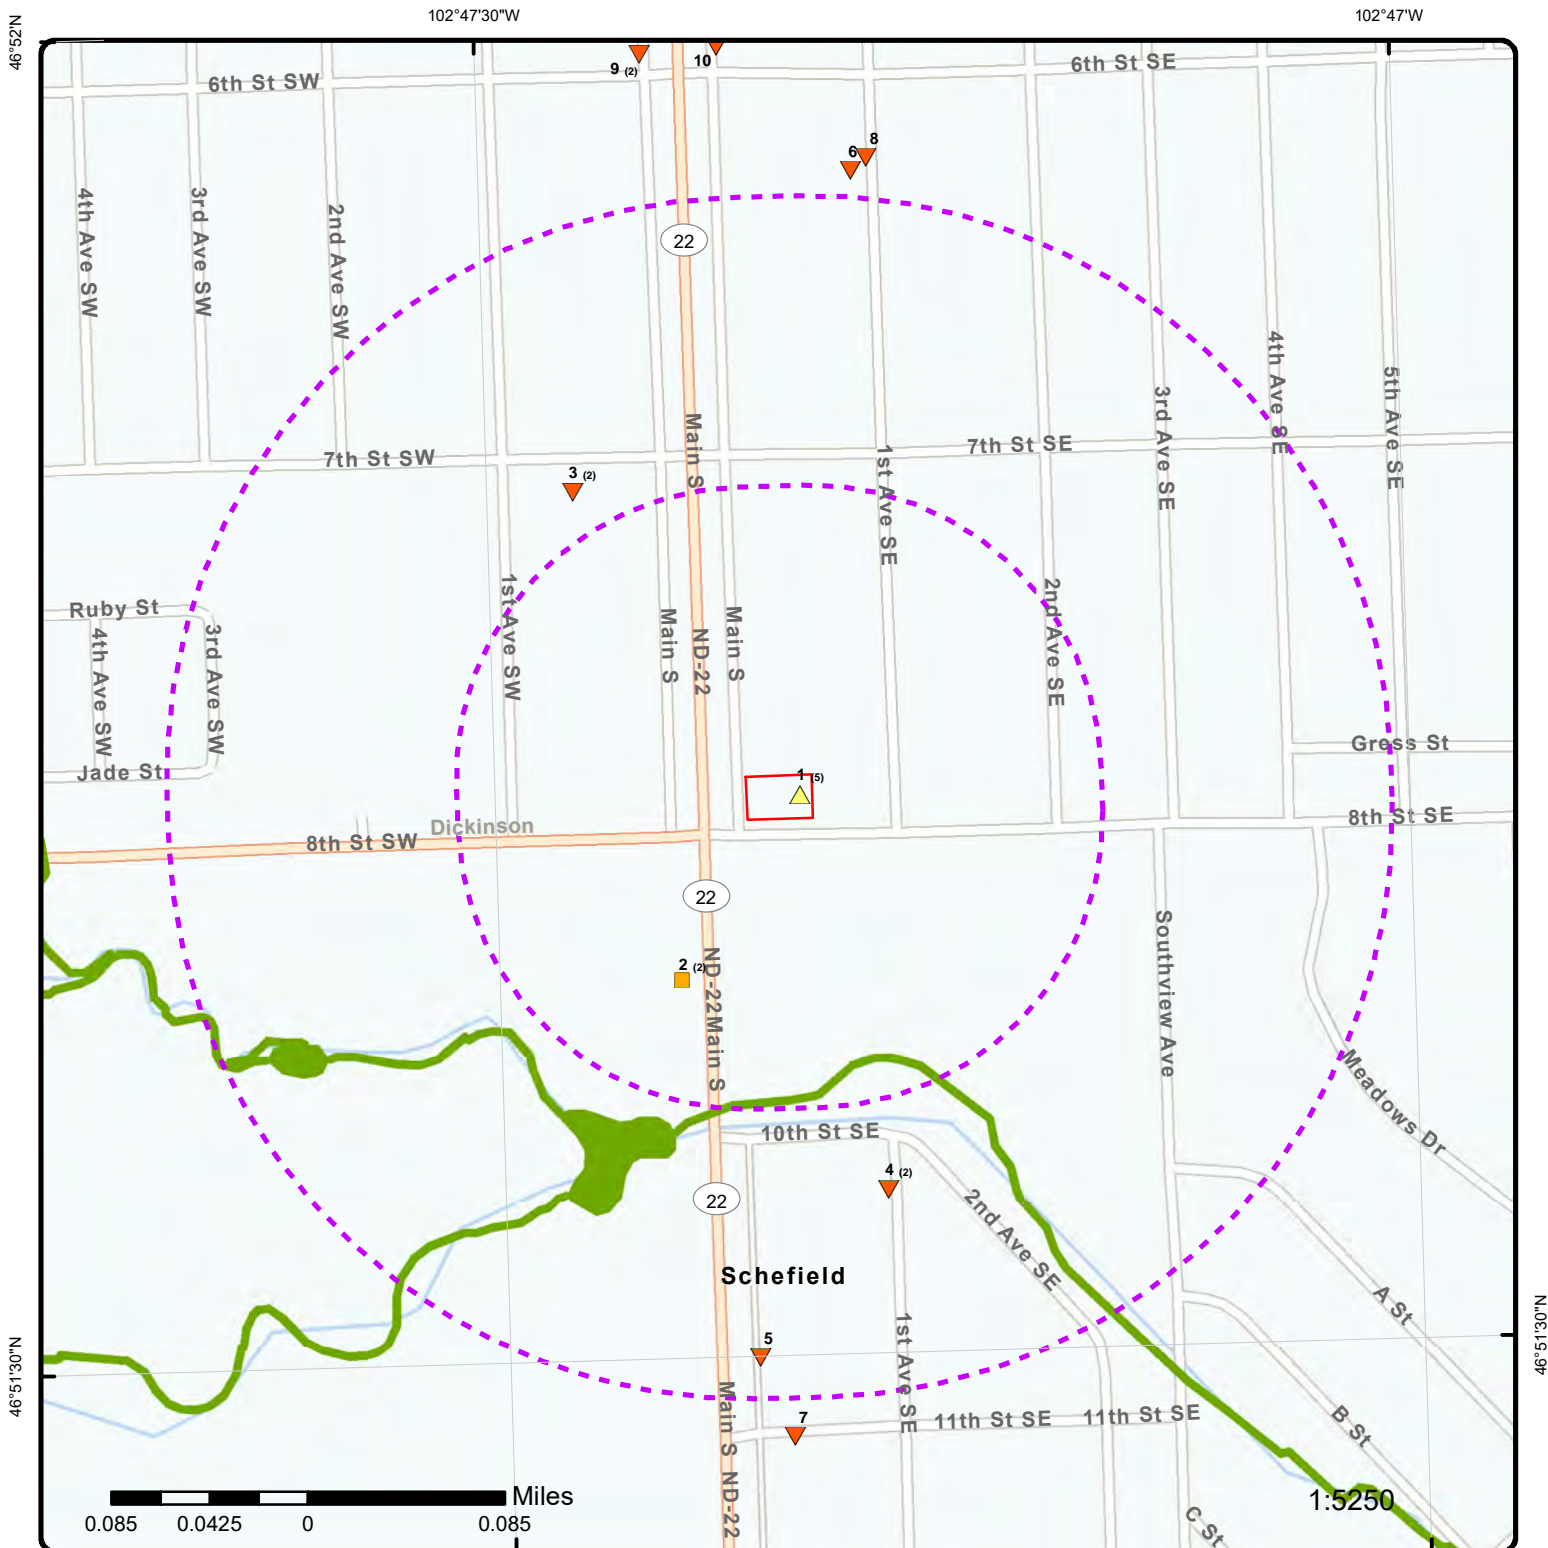 102°47'30"W
102°47'W
46°52'N
9 (2)
10
6th St SW
6th St SE
8
6
4th Ave SW
3rd Ave SW
2nd Ave SW
22
4th Ave SE
5th Ave SE
3rd Ave SE
Main S
7th St SW
7th St SE
1st Ave SE
3 (2)
1st Ave SW
2nd Ave SE
Ruby St
4th Ave SW
3rd Ave SW
Main S
ND-22
Main S
Jade St
Gress St
1 (5)
8th St SE
Dickinson
8th St SW
22
Southview Ave
2 (2)
ND-22
Main S
Meadows Dr
10th St SE
4 (2)
22
2nd Ave SE
Schefield
A St
46°51'30"N
46°51'30"N
5
1st Ave SE
Main S
7
11th St SE
11th St SE
B St
ND-22
C St
Miles
1:5250
0.085
0.0425
0
0.085